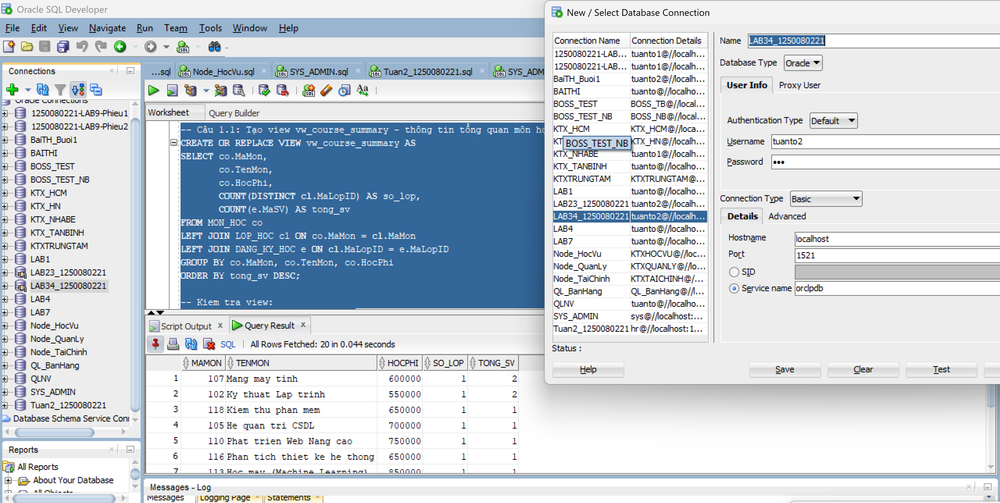 Oracle SQL Developer
File Edit View Navigate Run Team Tools Window Help
Connections
Oracle Connections
1250080221-LAB9-Phieu1
1250080221-LAB9-Phieu2
BaiTH_Buoi1
BAITHI
BOSS_TEST
BOSS_TEST_NB
KTX_HCM
KTX_HN
KTX_NHABE
KTX_TANBINH
KTXTRUNGTAM
LAB1
LAB23_1250080221
LAB34_1250080221
LAB4
LAB7
Node_HocVu
Node_QuanLy
Node_TaiChinh
QL_BanHang
QLNV
SYS_ADMIN
Tuan2_1250080221
Database Schema Service Con
Reports
All Reports
About Your Database
All Objects
...sql Node_HocVu.sql SYS_ADMIN.sql Tuan2_1250080221.sql SYS_ADM
Worksheet Query Builder
-- Câu 1.1: Tạo view vw_course_summary - thông tin tổng quan môn họ
CREATE OR REPLACE VIEW vw_course_summary AS
SELECT co.MaMon,
co.TenMon,
co.HocPhi,
COUNT(DISTINCT cl.MaLopID) AS so_lop,
COUNT(e.MaSV) AS tong_sv
FROM MON_HOC co
LEFT JOIN LOP_HOC cl ON co.MaMon = cl.MaMon
LEFT JOIN DANG_KY_HOC e ON cl.MaLopID = e.MaLopID
GROUP BY co.MaMon, co.TenMon, co.HocPhi
ORDER BY tong_sv DESC;
-- Kiem tra view:
Script Output x Query Result x
SQL All Rows Fetched: 20 in 0.044 seconds
MAMON TENMON HOCPHI SO_LOP TONG_SV
1 107 Mang may tinh 600000 1 2
2 102 Ky thuat Lap trinh 550000 1 2
3 118 Kiem thu phan mem 650000 1 1
4 105 He quan tri CSDL 700000 1 1
5 110 Phat trien Web Nang cao 750000 1 1
6 116 Phan tich thiet ke he thong 650000 1 1
7 113 Hoc may (Machine Learning) 850000 1 1
Messages - Log
Messages Logging Page Statements
New / Select Database Connection
Connection Name Connection Details
1250080221-LAB... tuanto1@//localh...
1250080221-LAB... tuanto1@//localh...
BaiTH_Buoi1 tuanto2@//localh...
BAITHI tuanto@//localho...
BOSS_TEST BOSS_TB@//local...
BOSS_TEST_NB BOSS_NB@//local...
KTX_HCM KTX_HCM@//loca...
KT BOSS_TEST_NB KTX_HN@//localh...
KTX_NHABE tuanto1@//localh...
KTX_TANBINH tuanto@//localho...
KTXTRUNGTAM KTXTRUNGTAM@...
LAB1 tuanto@//localho...
LAB23_1250080221 tuanto2@//localh...
LAB34_1250080221 tuanto2@//localh...
LAB4 tuanto@//localho...
LAB7 tuanto@//localho...
Node_HocVu KTXHOCVU@//loc...
Node_QuanLy KTXQUANLY@//lo...
Node_TaiChinh KTXTAICHINH@/...
QL_BanHang QL_BanHang@//l...
QLNV tuanto@//localho...
SYS_ADMIN sys@//localhost:...
Tuan2_1250080221 hr@//localhost:1...
Status :
Name LAB34_1250080221
Database Type Oracle
User Info Proxy User
Authentication Type Default
Username tuanto2
Password •••
Connection Type Basic
Details Advanced
Hostname localhost
Port 1521
SID
Service name orclpdb
Help Save Clear Test